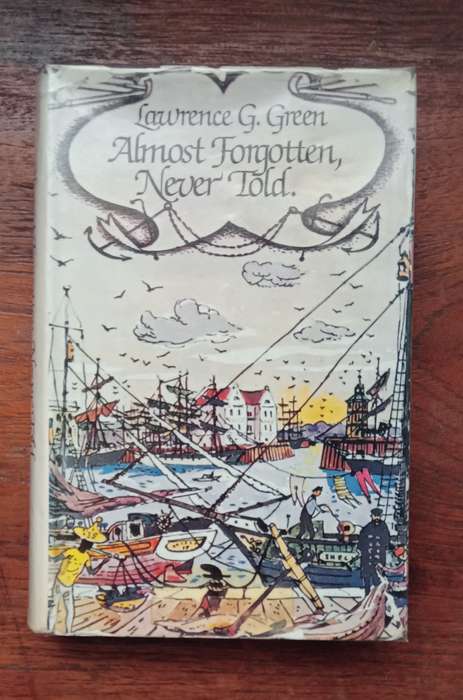 Lawrence G. Green
Almost Forgotten,
Never Told.